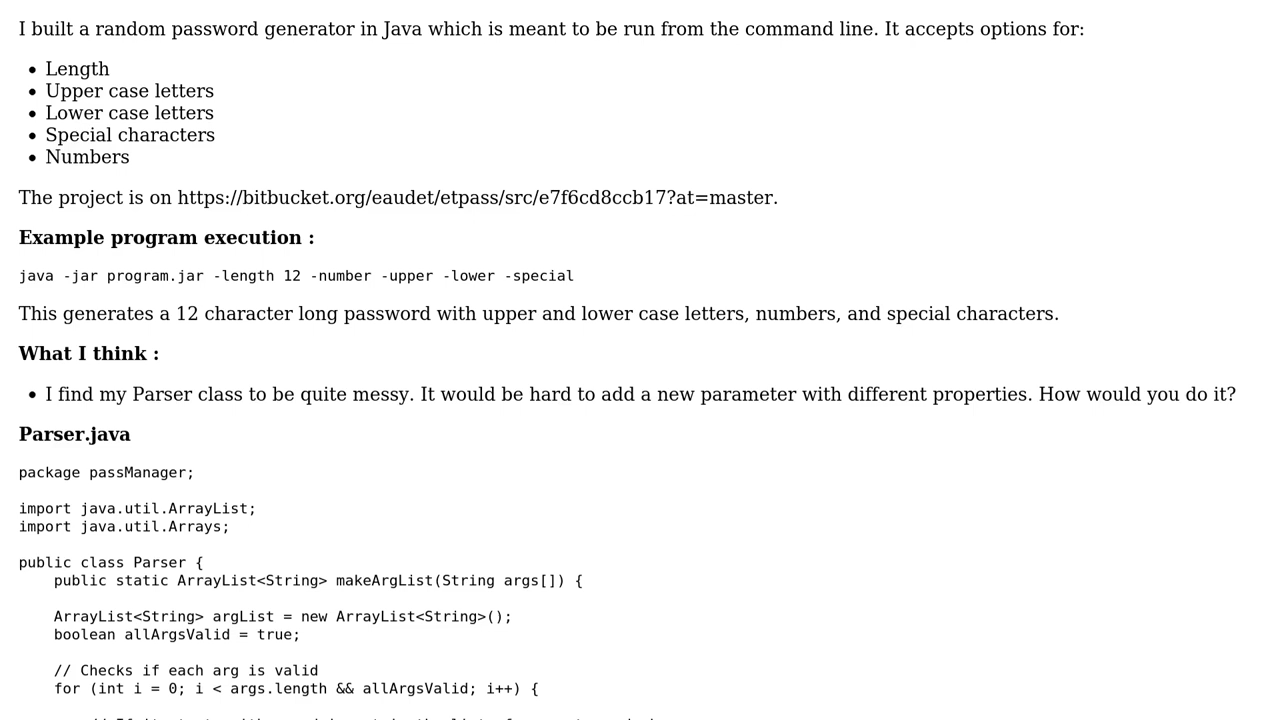 I built a random password generator in Java which is meant to be run from the command line. It accepts options for:
• Length
• Upper case letters
• Lower case letters
• Special characters
• Numbers
The project is on https://bitbucket.org/eaudet/etpass/src/e7f6cd8ccb17?at=master.
Example program execution :
java -jar program.jar -length 12 -number -upper -lower -special
This generates a 12 character long password with upper and lower case letters, numbers, and special characters.
What I think :
• I find my Parser class to be quite messy. It would be hard to add a new parameter with different properties. How would you do it?
Parser.java
package passManager;
import java.util.ArrayList;
import java.util.Arrays;
public class Parser {
    public static ArrayList<String> makeArgList(String args[]) {
    ArrayList<String> argList = new ArrayList<String>();
    boolean allArgsValid = true;
    // Checks if each arg is valid
    for (int i = 0; i < args.length && allArgsValid; i++) {